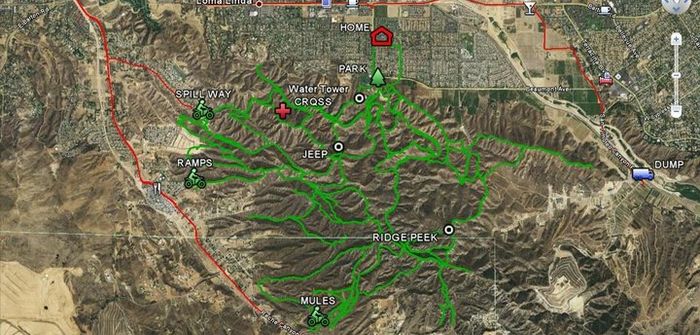 Loma Linda
HOME
PARK
Water Tower
SPILL WAY
CROSS
Beaumont Ave
JEEP
RAMPS
DUMP
RIDGE PEEK
MULES